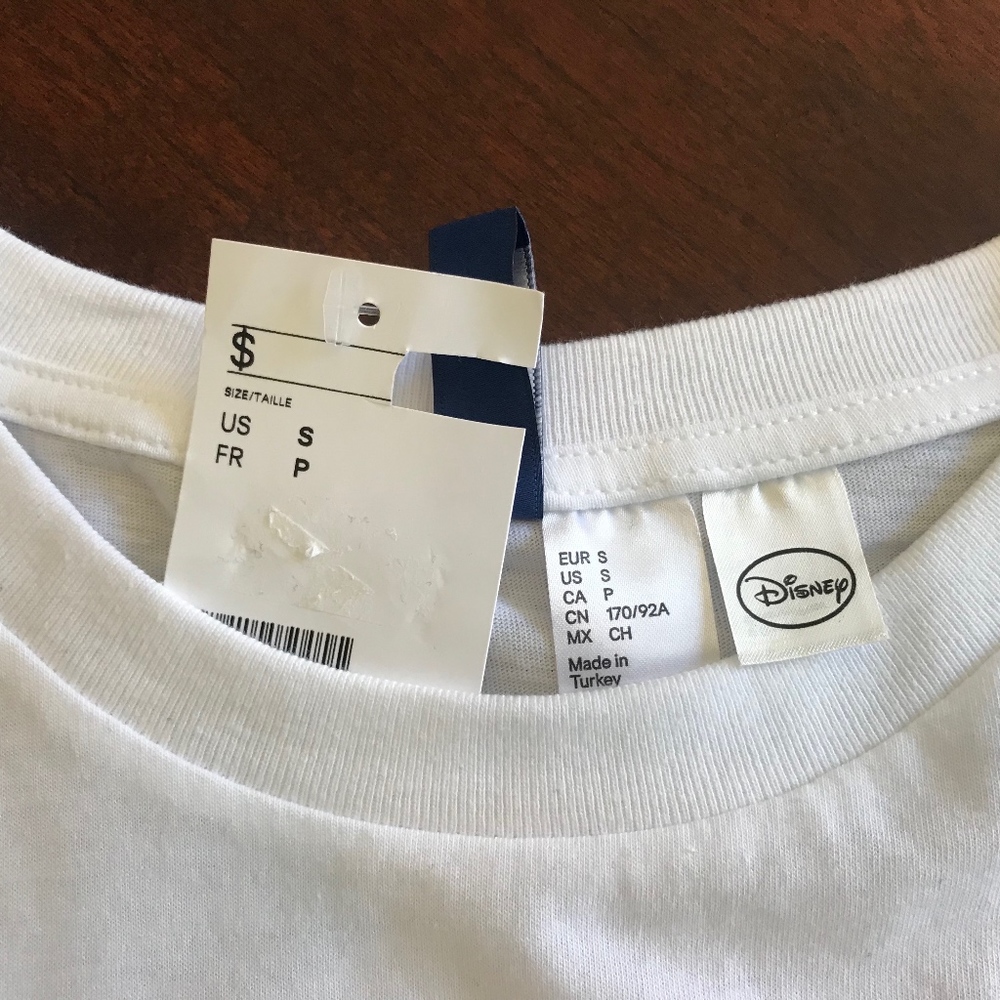 $
SIZE/TAILLE
US S
FR P
EUR S
US S
CA P
CN 170/92A
MX CH
Made in
Turkey
Disney